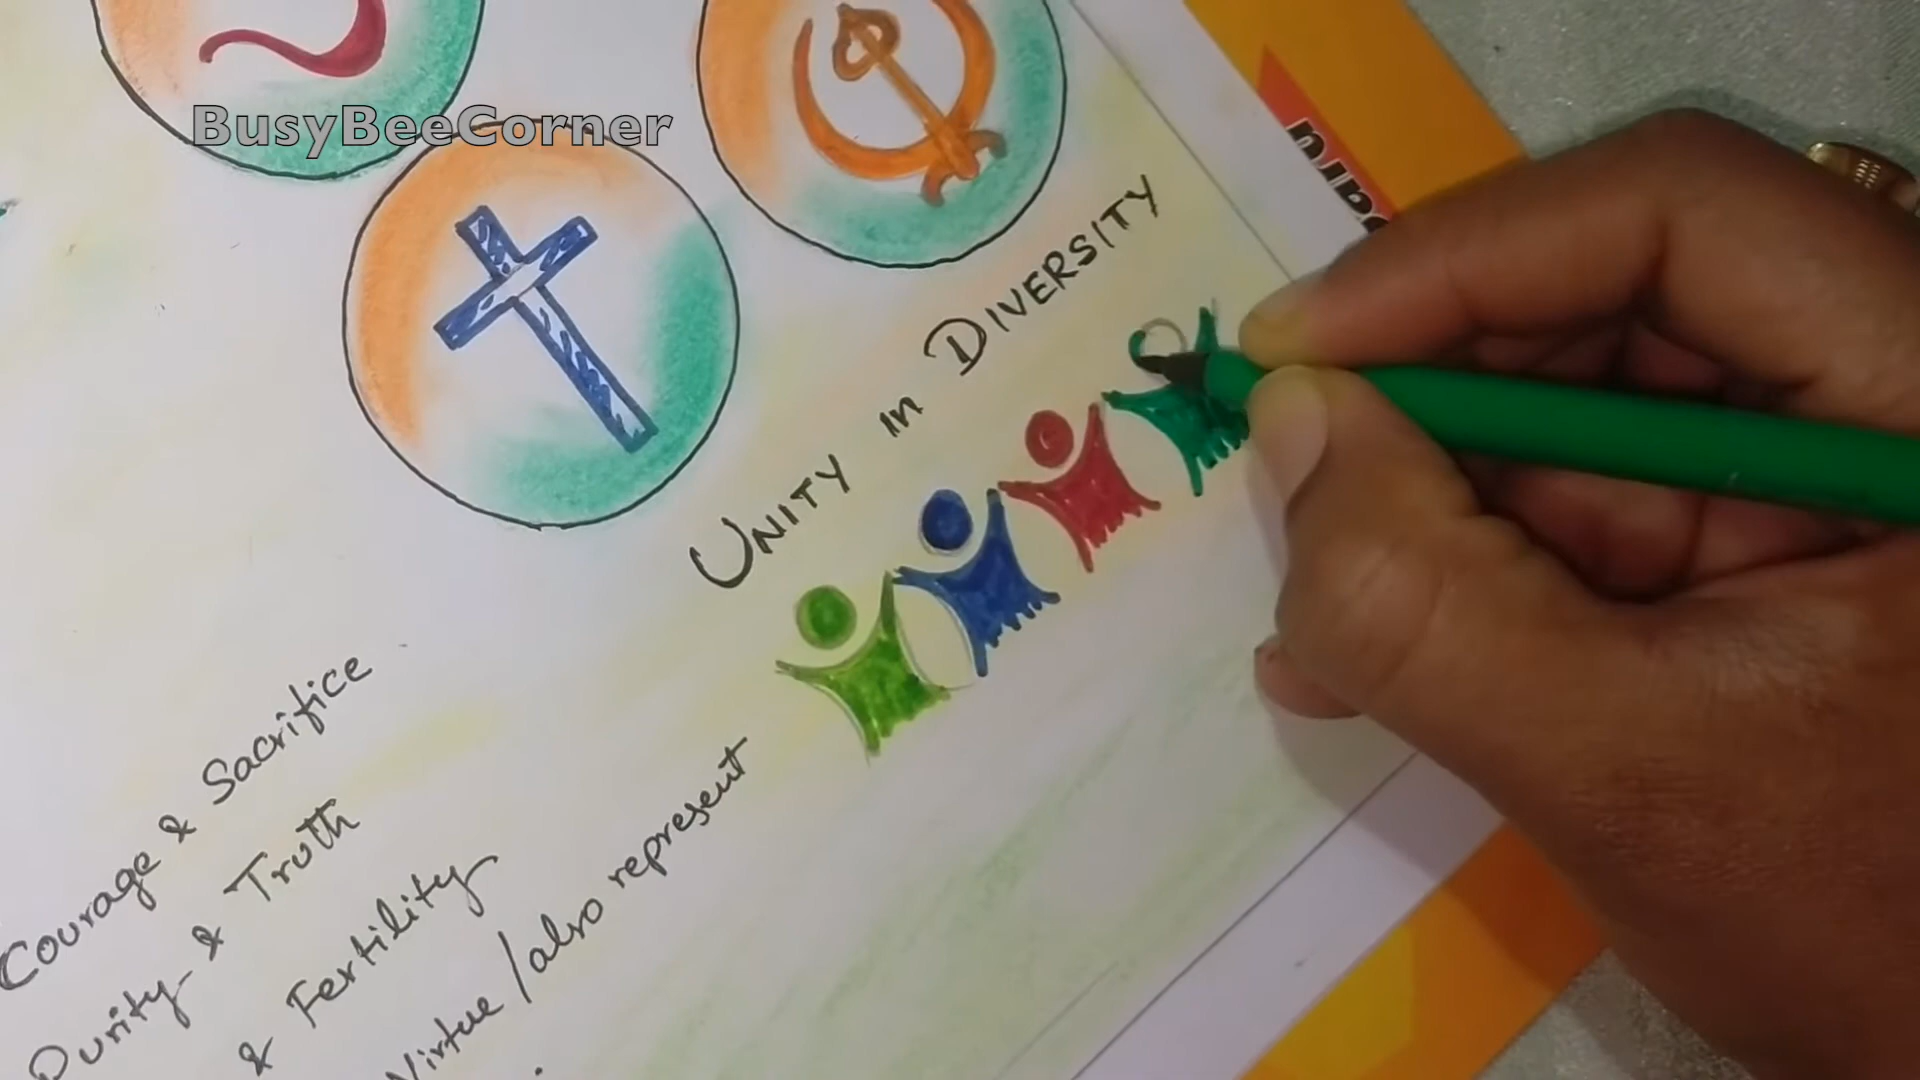 BusyBeeCorner
UNITY in DIVERSITY
Courage & Sacrifice
Purity & Truth
& Fertility
Virtue / also represent